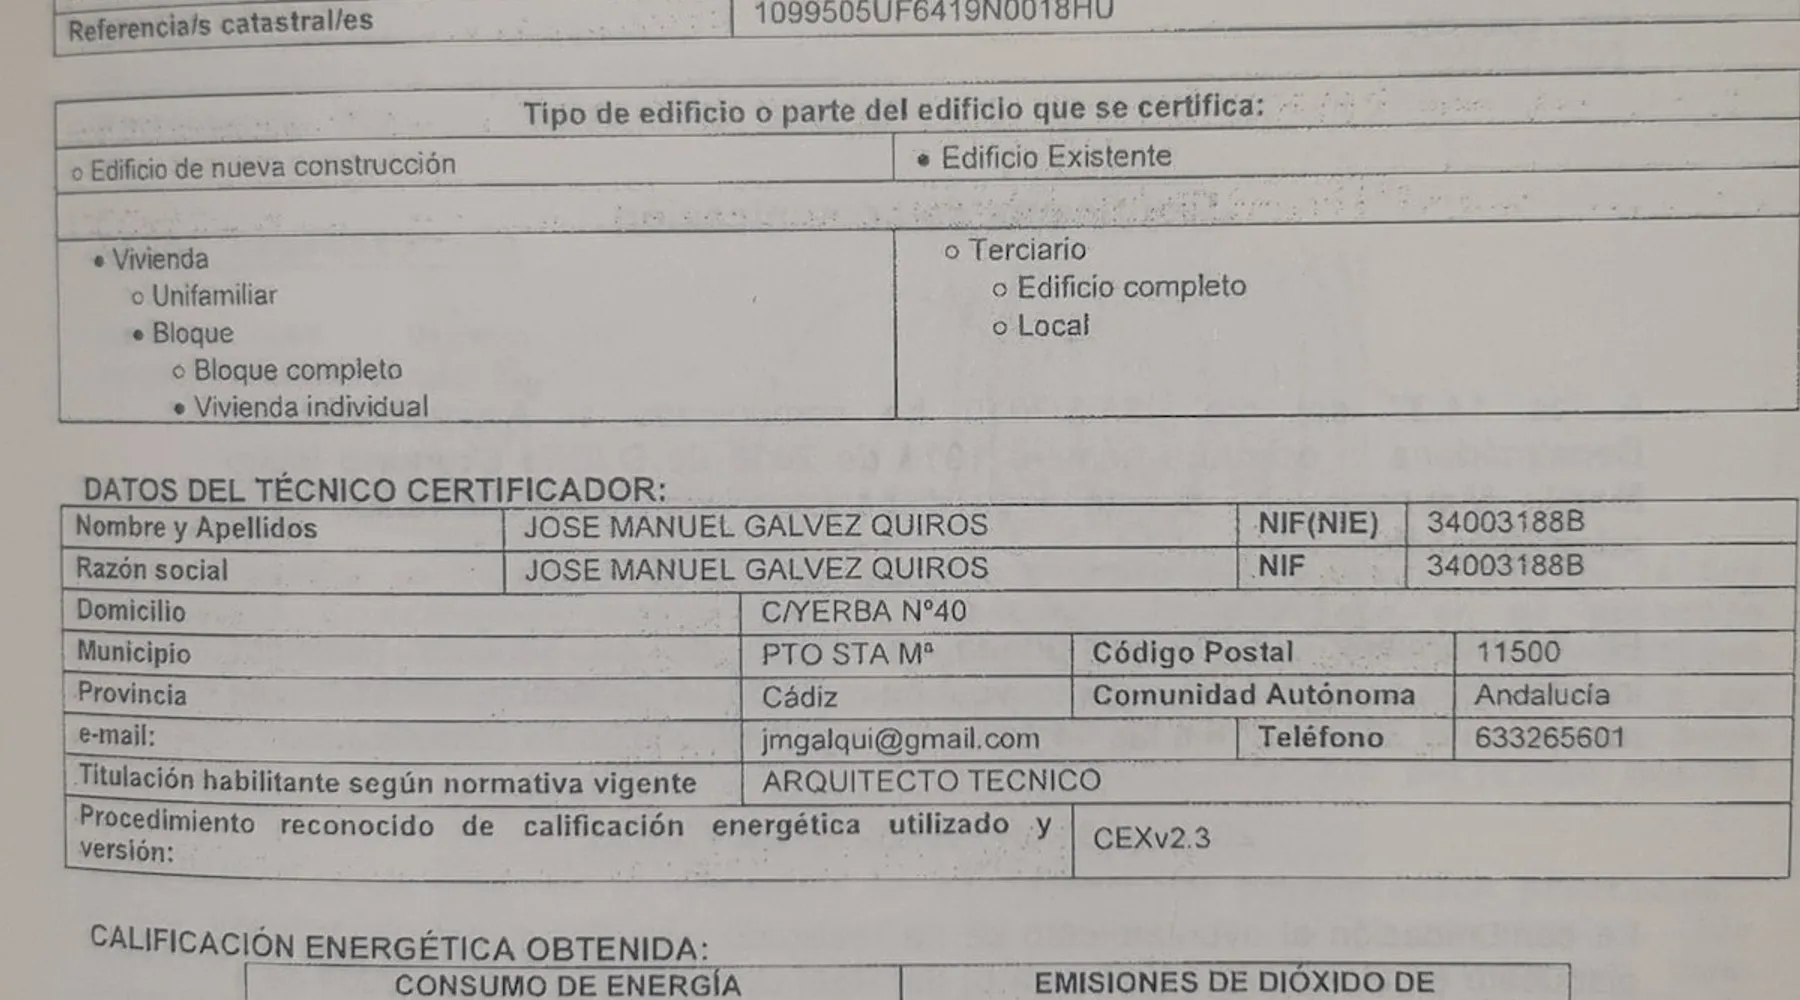 Referencia/s catastral/es 1099505UF6419N0018HU
Tipo de edificio o parte del edificio que se certifica:
○ Edificio de nueva construcción ● Edificio Existente
● Vivienda ○ Terciario
○ Unifamiliar ○ Edificio completo
● Bloque ○ Local
○ Bloque completo
● Vivienda individual
DATOS DEL TÉCNICO CERTIFICADOR:
Nombre y Apellidos JOSE MANUEL GALVEZ QUIROS NIF(NIE) 34003188B
Razón social JOSE MANUEL GALVEZ QUIROS NIF 34003188B
Domicilio C/YERBA Nº40
Municipio PTO STA Mª Código Postal 11500
Provincia Cádiz Comunidad Autónoma Andalucía
e-mail: jmgalqui@gmail.com Teléfono 633265601
Titulación habilitante según normativa vigente ARQUITECTO TECNICO
Procedimiento reconocido de calificación energética utilizado y
versión: CEXv2.3
CALIFICACIÓN ENERGÉTICA OBTENIDA:
CONSUMO DE ENERGÍA EMISIONES DE DIÓXIDO DE